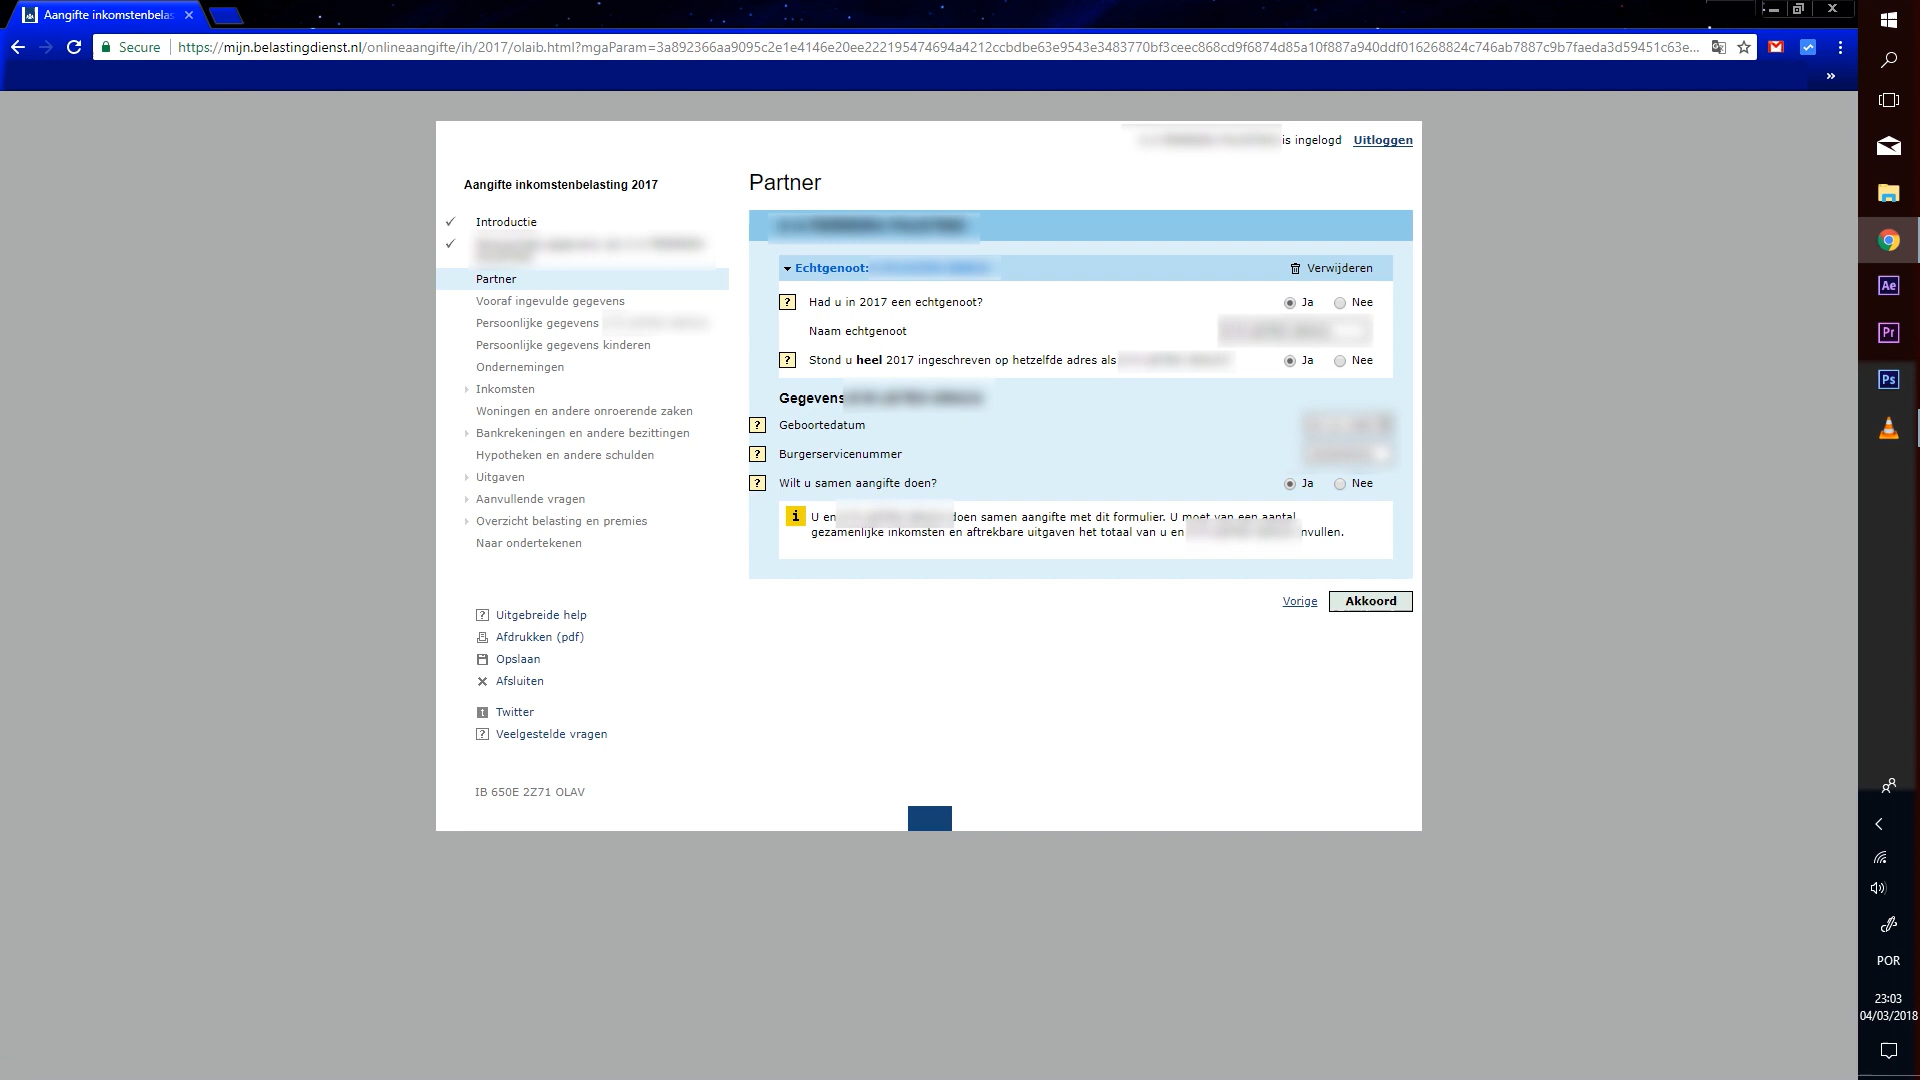 Aangifte inkomstenbelas
Secure
https://mijn.belastingdienst.nl/onlineaangifte/ih/2017/olaib.html?mgaParam=3a892366aa9095c2e1e4146e20ee222195474694a4212ccbdbe63e9543e3483770bf3ceec868cd9f6874d85a10f887a940ddf016268824c746ab7887c9b7faeda3d59451c63e...
»
is ingelogd Uitloggen
Aangifte inkomstenbelasting 2017
Introductie
Partner
Vooraf ingevulde gegevens
Persoonlijke gegevens
Persoonlijke gegevens kinderen
Ondernemingen
Inkomsten
Woningen en andere onroerende zaken
Bankrekeningen en andere bezittingen
Hypotheken en andere schulden
Uitgaven
Aanvullende vragen
Overzicht belasting en premies
Naar ondertekenen
? Uitgebreide help
Afdrukken (pdf)
Opslaan
Afsluiten
t Twitter
? Veelgestelde vragen
IB 650E 2Z71 OLAV
Partner
Echtgenoot: Verwijderen
? Had u in 2017 een echtgenoot? Ja Nee
Naam echtgenoot
? Stond u heel 2017 ingeschreven op hetzelfde adres als Ja Nee
Gegevens
? Geboortedatum
? Burgerservicenummer
? Wilt u samen aangifte doen? Ja Nee
i U en doen samen aangifte met dit formulier. U moet van een aantal
gezamenlijke inkomsten en aftrekbare uitgaven het totaal van u en nvullen.
Vorige Akkoord
Ae
Pr
Ps
POR
23:03
04/03/2018